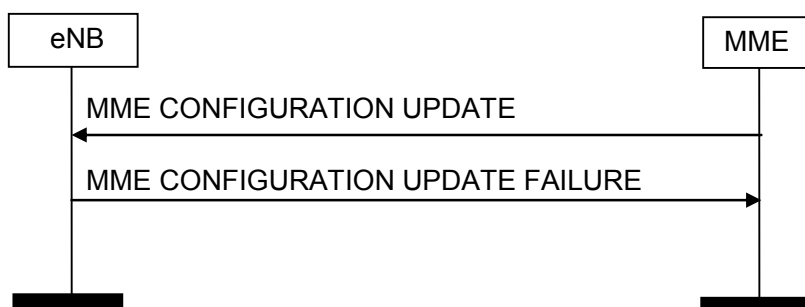 eNB
MME
MME CONFIGURATION UPDATE
MME CONFIGURATION UPDATE FAILURE